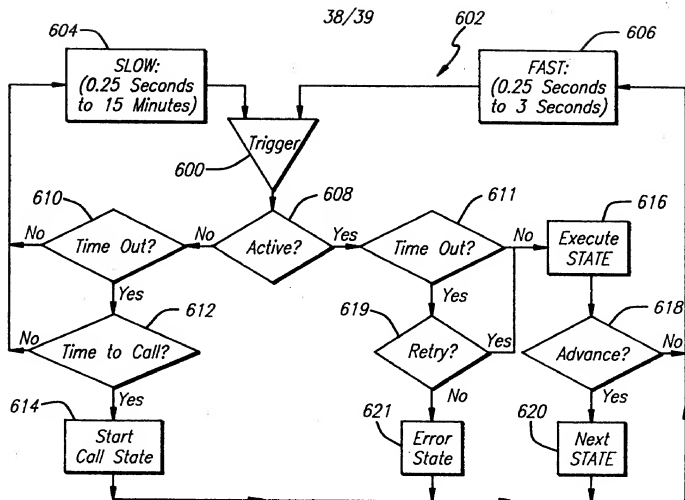 38/39
604
602
606
SLOW:
(0.25 Seconds
to 15 Minutes)
FAST:
(0.25 Seconds
to 3 Seconds)
Trigger
600
610
608
611
616
No
Time Out?
No
Active?
Yes
Time Out?
No
Execute
STATE
Yes
612
Yes
619
618
No
Time to Call?
Retry?
Yes
Advance?
No
Yes
No
Yes
614
621
620
Start
Call State
Error
State
Next
STATE